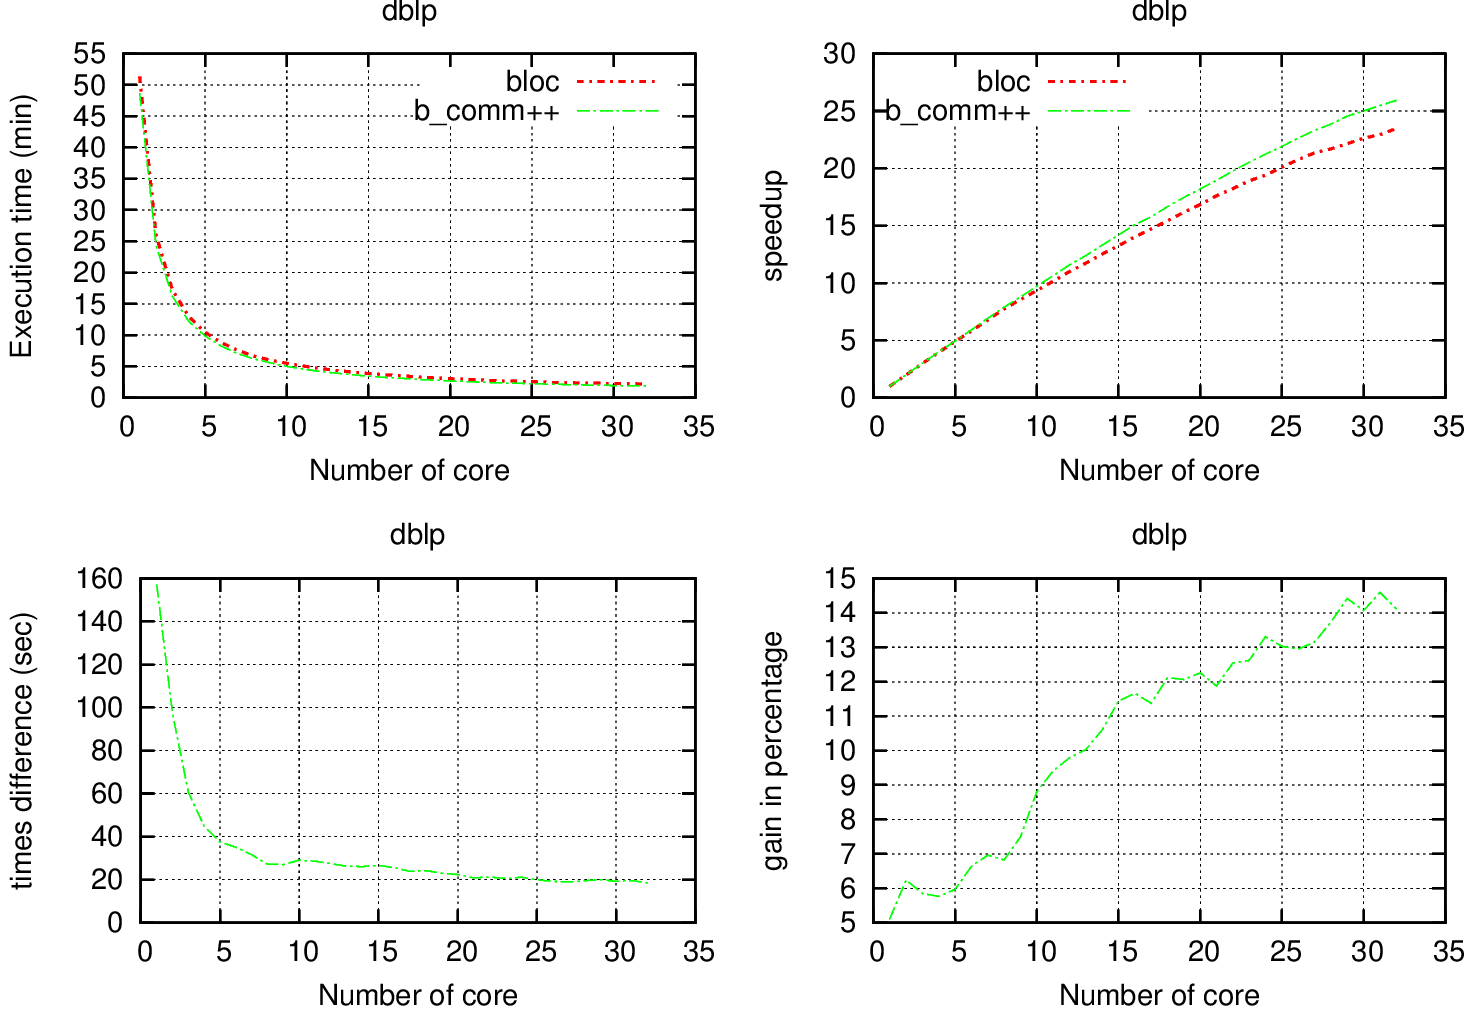 dblp
Execution time (min)
55
50
45
40
35
30
25
20
15
10
5
0
bloc
b_comm++
0 5 10 15 20 25 30 35
Number of core
dblp
speedup
30
25
20
15
10
5
0
bloc
b_comm++
0 5 10 15 20 25 30 35
Number of core
dblp
times difference (sec)
160
140
120
100
80
60
40
20
0
0 5 10 15 20 25 30 35
Number of core
dblp
gain in percentage
15
14
13
12
11
10
9
8
7
6
5
0 5 10 15 20 25 30 35
Number of core